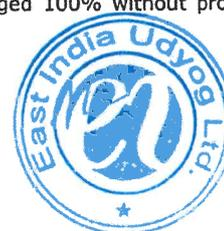 ged 100% without pro
East India Udyog Ltd.